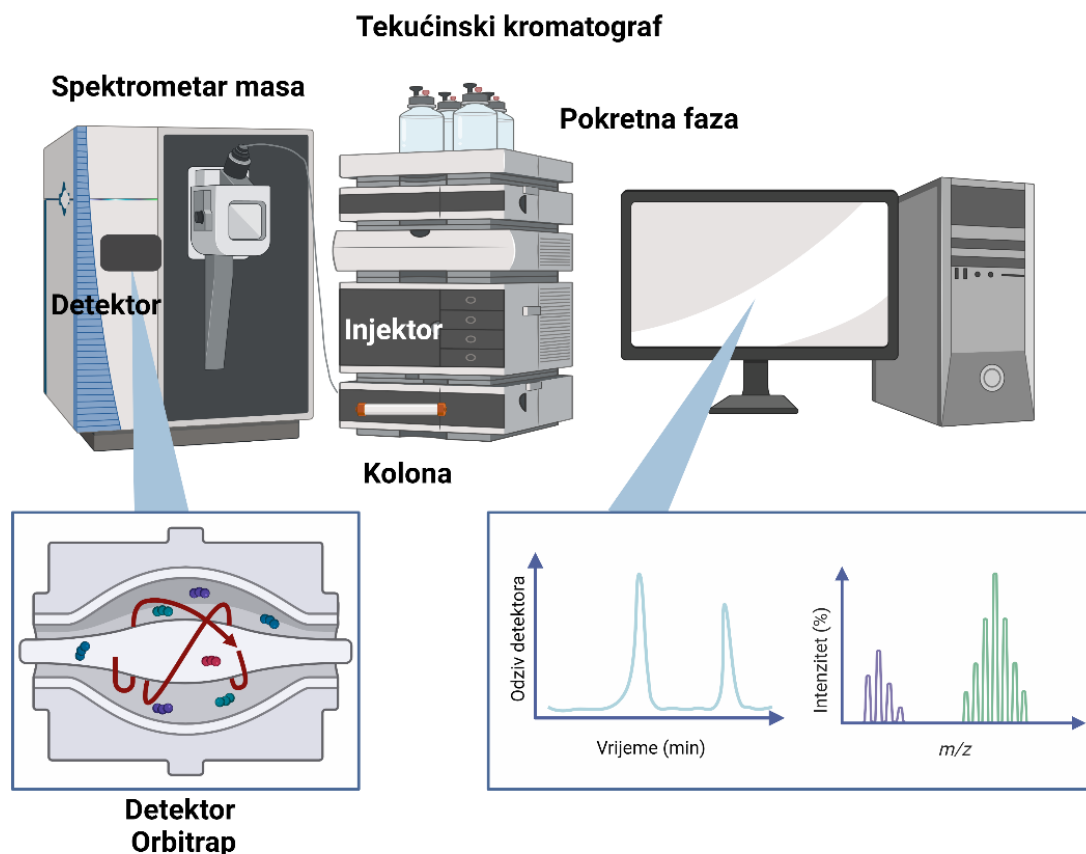 Tekućinski kromatograf
Spektrometar masa
Pokretna faza
Detektor
Injektor
Kolona
Odziv detektora
Vrijeme (min)
Intenzitet (%)
m/z
Detektor
Orbitrap